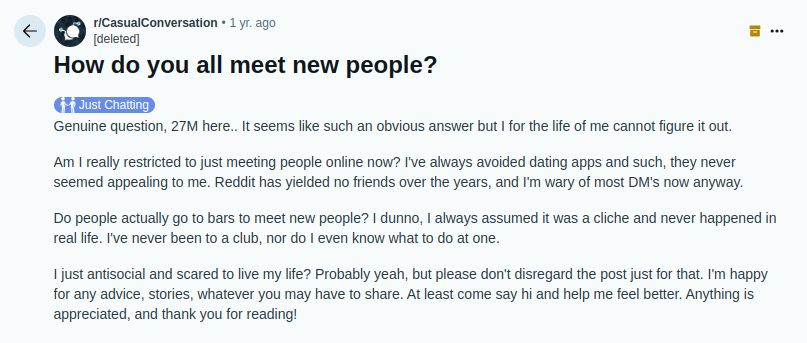 r/CasualConversation • 1 yr. ago
[deleted]
How do you all meet new people?
Just Chatting
Genuine question, 27M here.. It seems like such an obvious answer but I for the life of me cannot figure it out.
Am I really restricted to just meeting people online now? I've always avoided dating apps and such, they never
seemed appealing to me. Reddit has yielded no friends over the years, and I'm wary of most DM's now anyway.
Do people actually go to bars to meet new people? I dunno, I always assumed it was a cliche and never happened in
real life. I've never been to a club, nor do I even know what to do at one.
I just antisocial and scared to live my life? Probably yeah, but please don't disregard the post just for that. I'm happy
for any advice, stories, whatever you may have to share. At least come say hi and help me feel better. Anything is
appreciated, and thank you for reading!